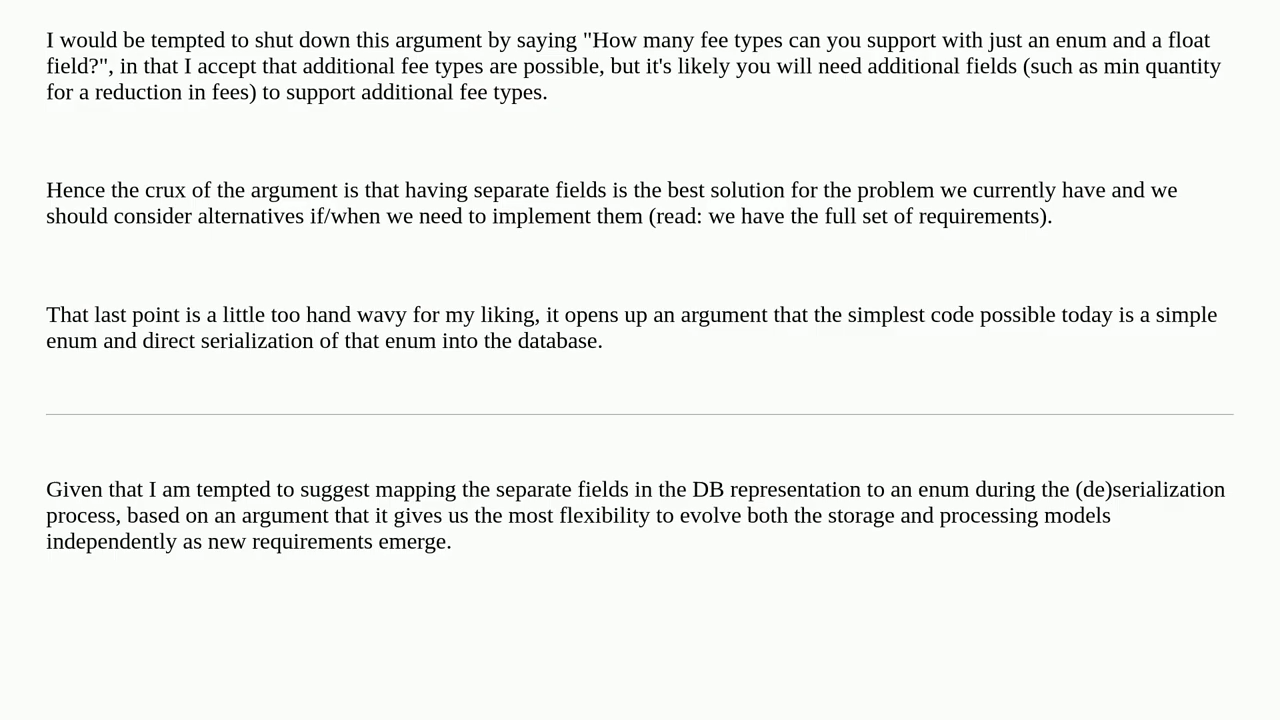 I would be tempted to shut down this argument by saying "How many fee types can you support with just an enum and a float
field?", in that I accept that additional fee types are possible, but it's likely you will need additional fields (such as min quantity
for a reduction in fees) to support additional fee types.
Hence the crux of the argument is that having separate fields is the best solution for the problem we currently have and we
should consider alternatives if/when we need to implement them (read: we have the full set of requirements).
That last point is a little too hand wavy for my liking, it opens up an argument that the simplest code possible today is a simple
enum and direct serialization of that enum into the database.
Given that I am tempted to suggest mapping the separate fields in the DB representation to an enum during the (de)serialization
process, based on an argument that it gives us the most flexibility to evolve both the storage and processing models
independently as new requirements emerge.